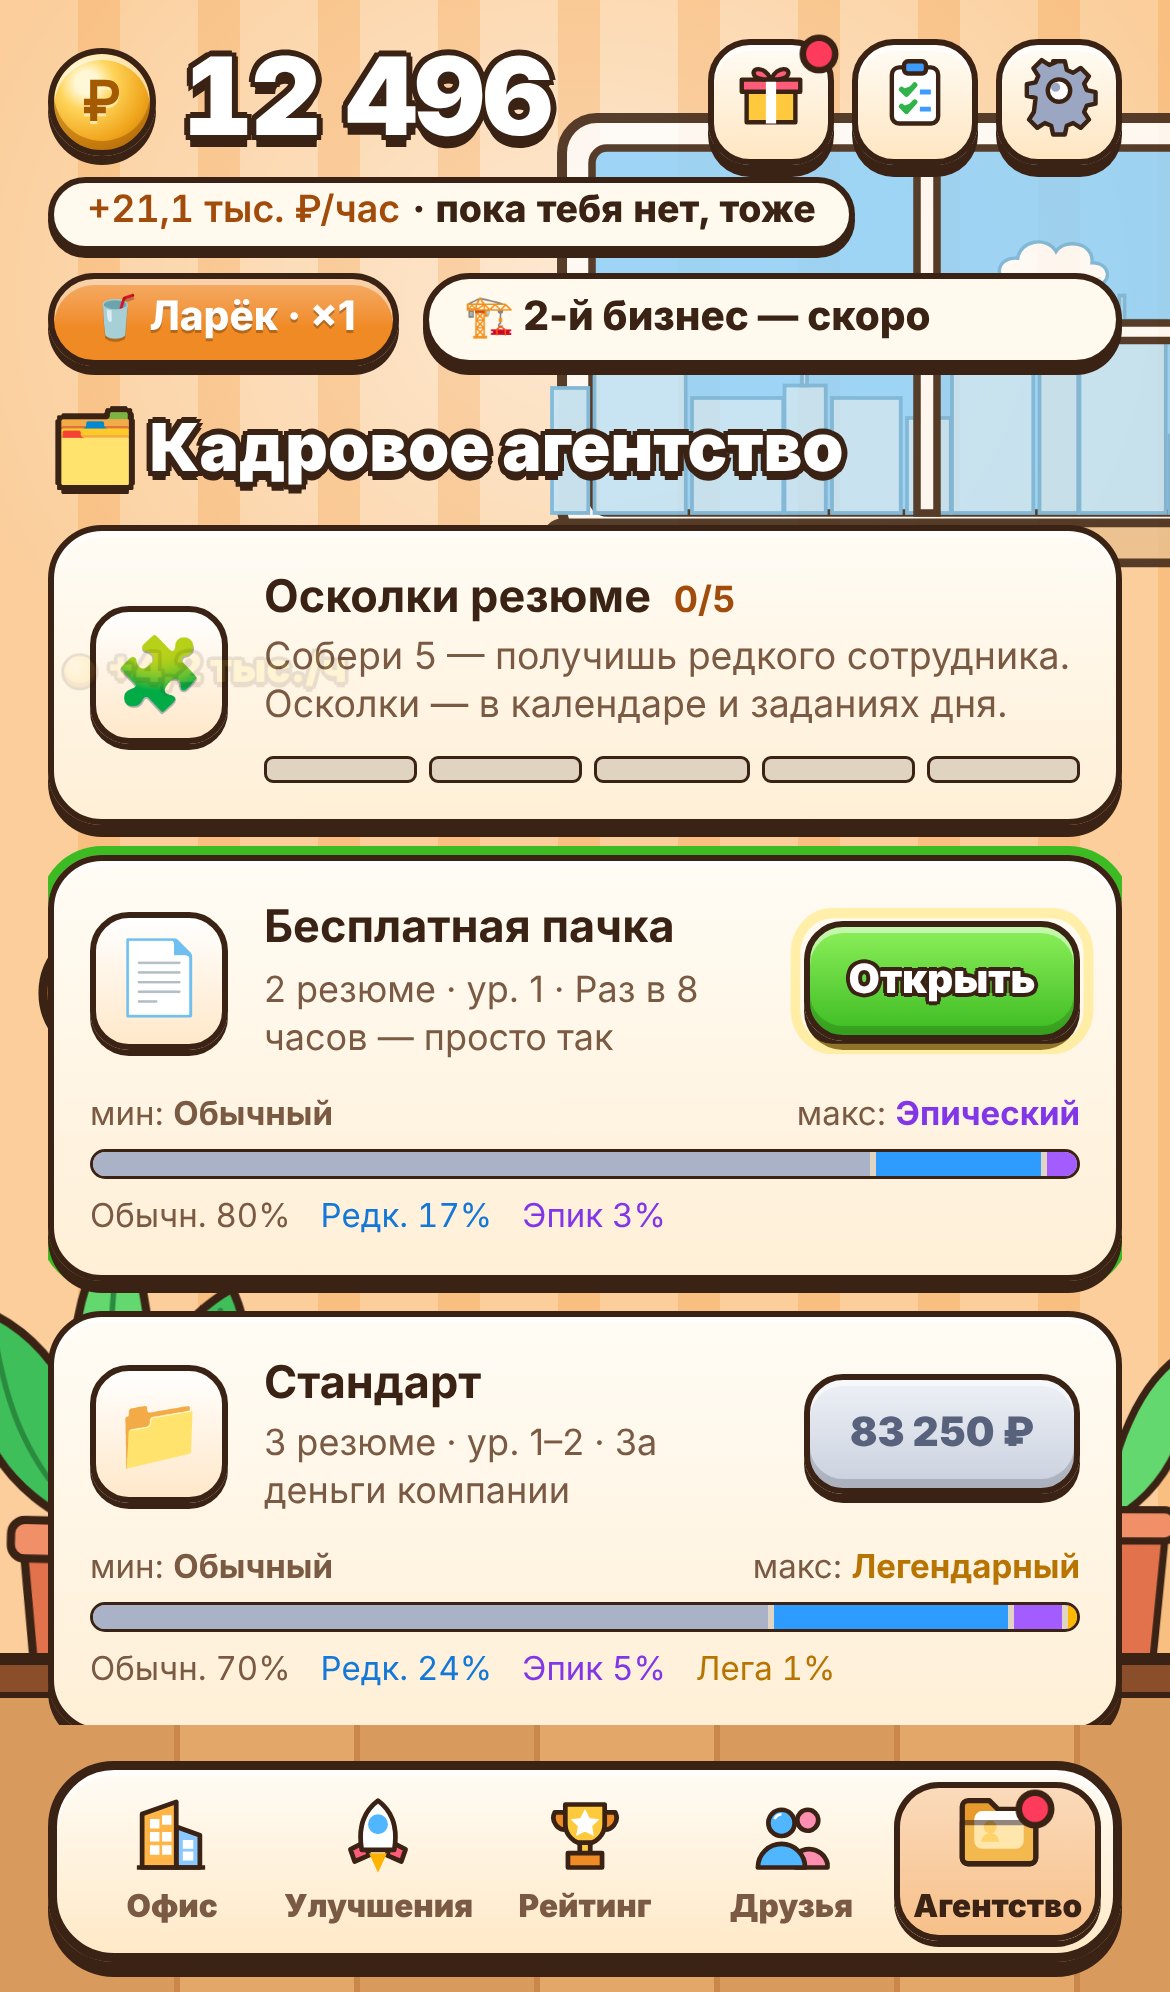 ₽ 12 496
+21,1 тыс. ₽/час · пока тебя нет, тоже
Ларёк · ×1
2-й бизнес — скоро
Кадровое агентство
Осколки резюме 0/5
Собери 5 — получишь редкого сотрудника.
Осколки — в календаре и заданиях дня.
Бесплатная пачка
2 резюме · ур. 1 · Раз в 8
часов — просто так
Открыть
мин: Обычный
макс: Эпический
Обычн. 80% Редк. 17% Эпик 3%
Стандарт
3 резюме · ур. 1–2 · За
деньги компании
83 250 ₽
мин: Обычный
макс: Легендарный
Обычн. 70% Редк. 24% Эпик 5% Лега 1%
Офис
Улучшения
Рейтинг
Друзья
Агентство